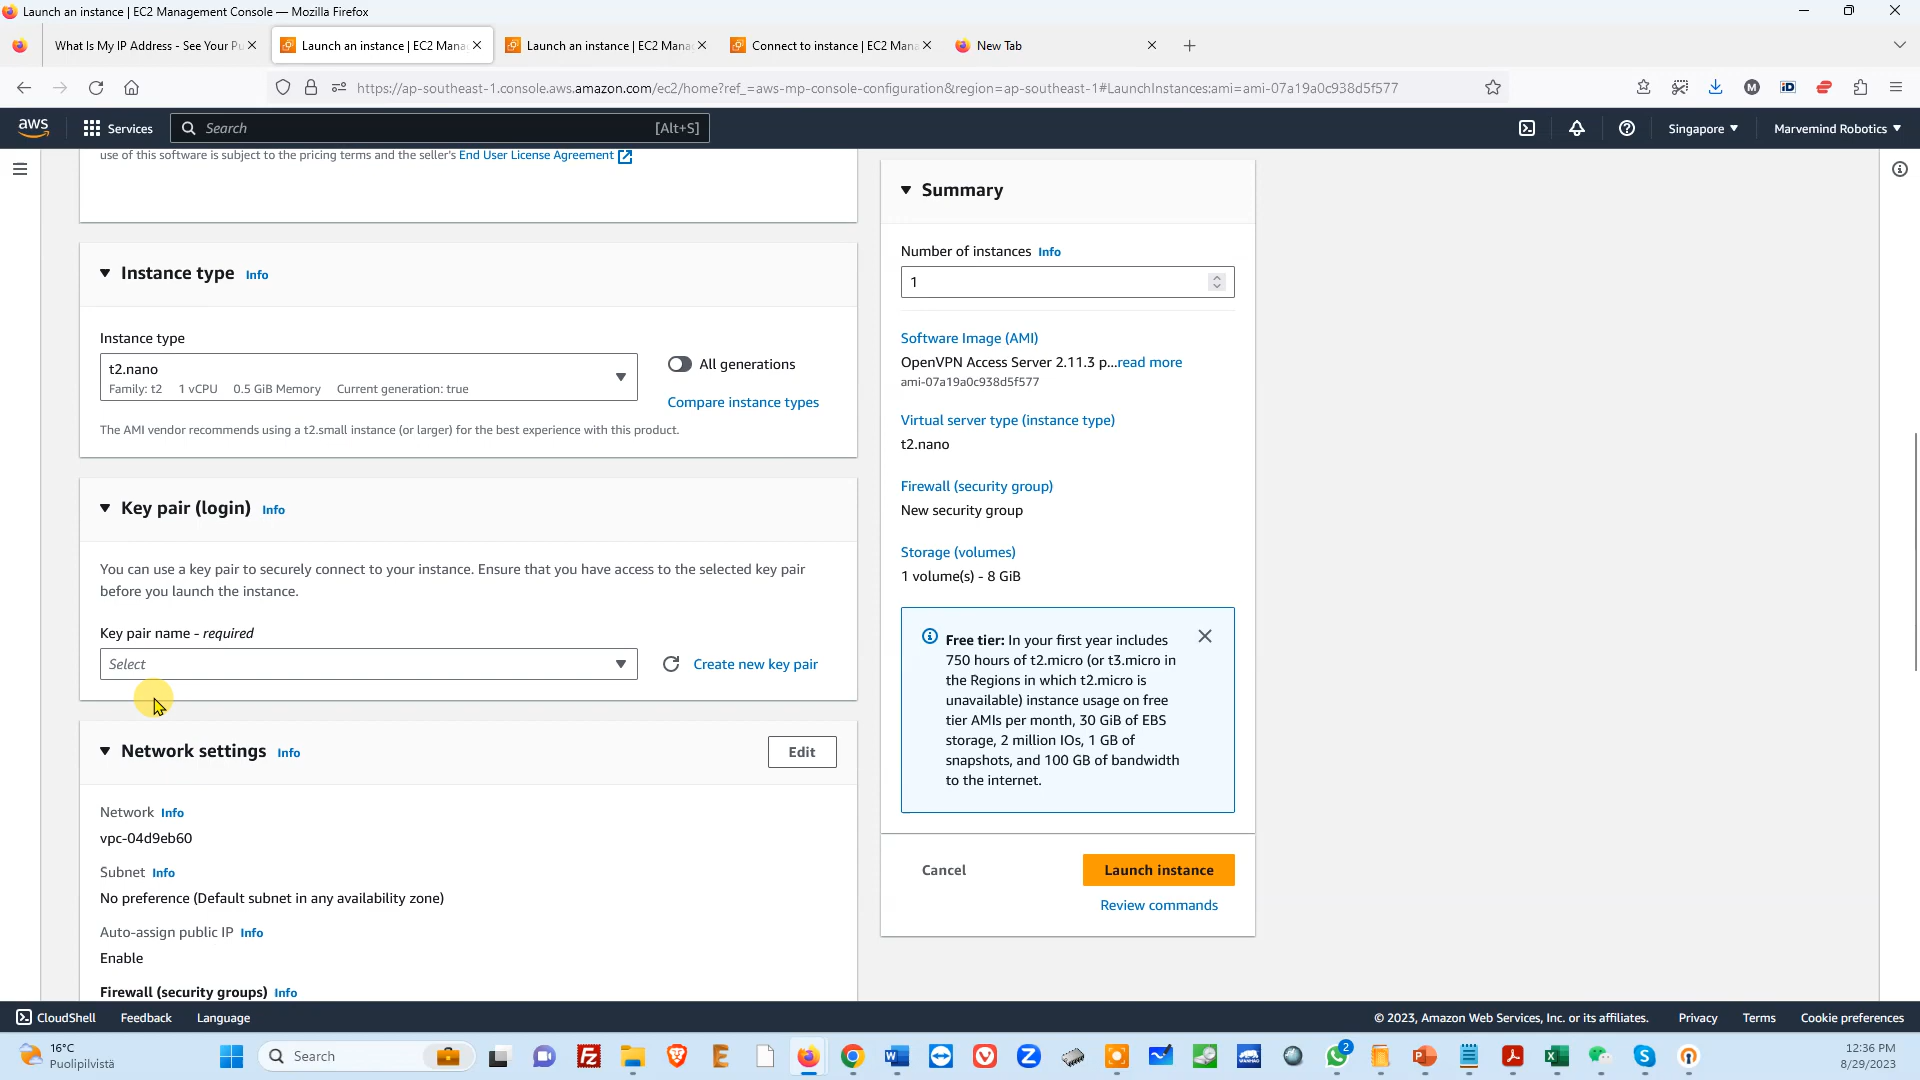 Launch an instance | EC2 Management Console — Mozilla Firefox
What Is My IP Address - See Your Pu
Launch an instance | EC2 Mana
Launch an instance | EC2 Mana
Connect to instance | EC2 Mana
New Tab
https://ap-southeast-1.console.aws.amazon.com/ec2/home?ref_=aws-mp-console-configuration&region=ap-southeast-1#LaunchInstances:ami=ami-07a19a0c938d5f577
aws
Services
Search
[Alt+S]
Singapore
Marvemind Robotics
use of this software is subject to the pricing terms and the seller's End User License Agreement
Instance type Info
Instance type
t2.nano
Family: t2 1 vCPU 0.5 GiB Memory Current generation: true
All generations
Compare instance types
The AMI vendor recommends using a t2.small instance (or larger) for the best experience with this product.
Key pair (login) Info
You can use a key pair to securely connect to your instance. Ensure that you have access to the selected key pair
before you launch the instance.
Key pair name - required
Select
Create new key pair
Network settings Info
Edit
Network Info
vpc-04d9eb60
Subnet Info
No preference (Default subnet in any availability zone)
Auto-assign public IP Info
Enable
Firewall (security groups) Info
Summary
Number of instances Info
1
Software Image (AMI)
OpenVPN Access Server 2.11.3 p...read more
ami-07a19a0c938d5f577
Virtual server type (instance type)
t2.nano
Firewall (security group)
New security group
Storage (volumes)
1 volume(s) - 8 GiB
Free tier: In your first year includes
750 hours of t2.micro (or t3.micro in
the Regions in which t2.micro is
unavailable) instance usage on free
tier AMIs per month, 30 GiB of EBS
storage, 2 million IOs, 1 GB of
snapshots, and 100 GB of bandwidth
to the internet.
Cancel
Launch instance
Review commands
CloudShell
Feedback
Language
© 2023, Amazon Web Services, Inc. or its affiliates.
Privacy
Terms
Cookie preferences
16°C
Puolipilvistä
Search
2
12:36 PM
8/29/2023